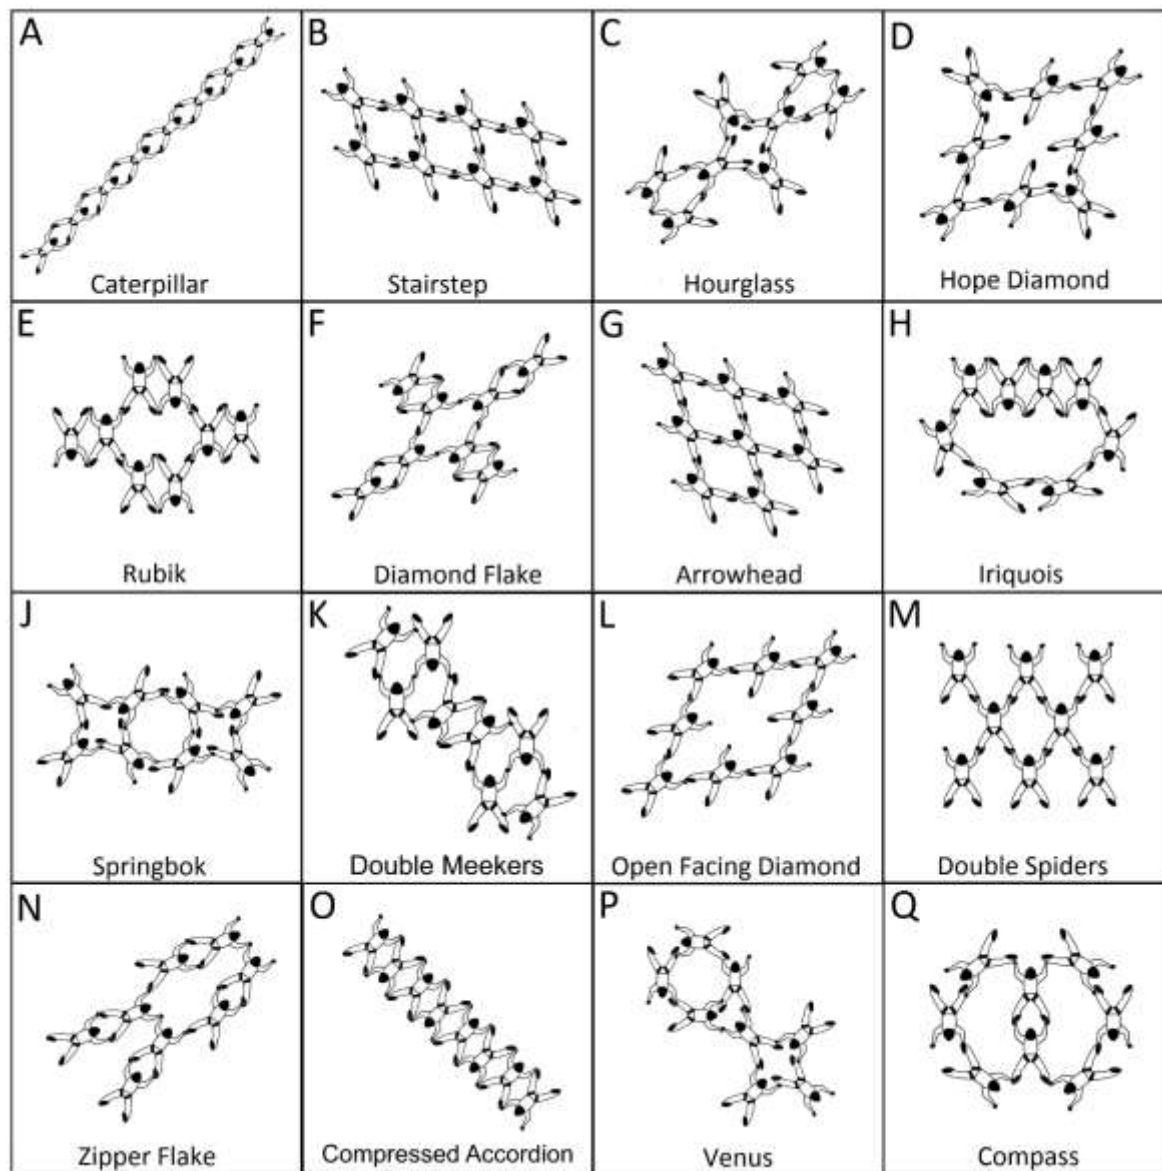 A
Caterpillar
B
Stairstep
C
Hourglass
D
Hope Diamond
E
Rubik
F
Diamond Flake
G
Arrowhead
H
Iriquois
J
Springbok
K
Double Meekers
L
Open Facing Diamond
M
Double Spiders
N
Zipper Flake
O
Compressed Accordion
P
Venus
Q
Compass